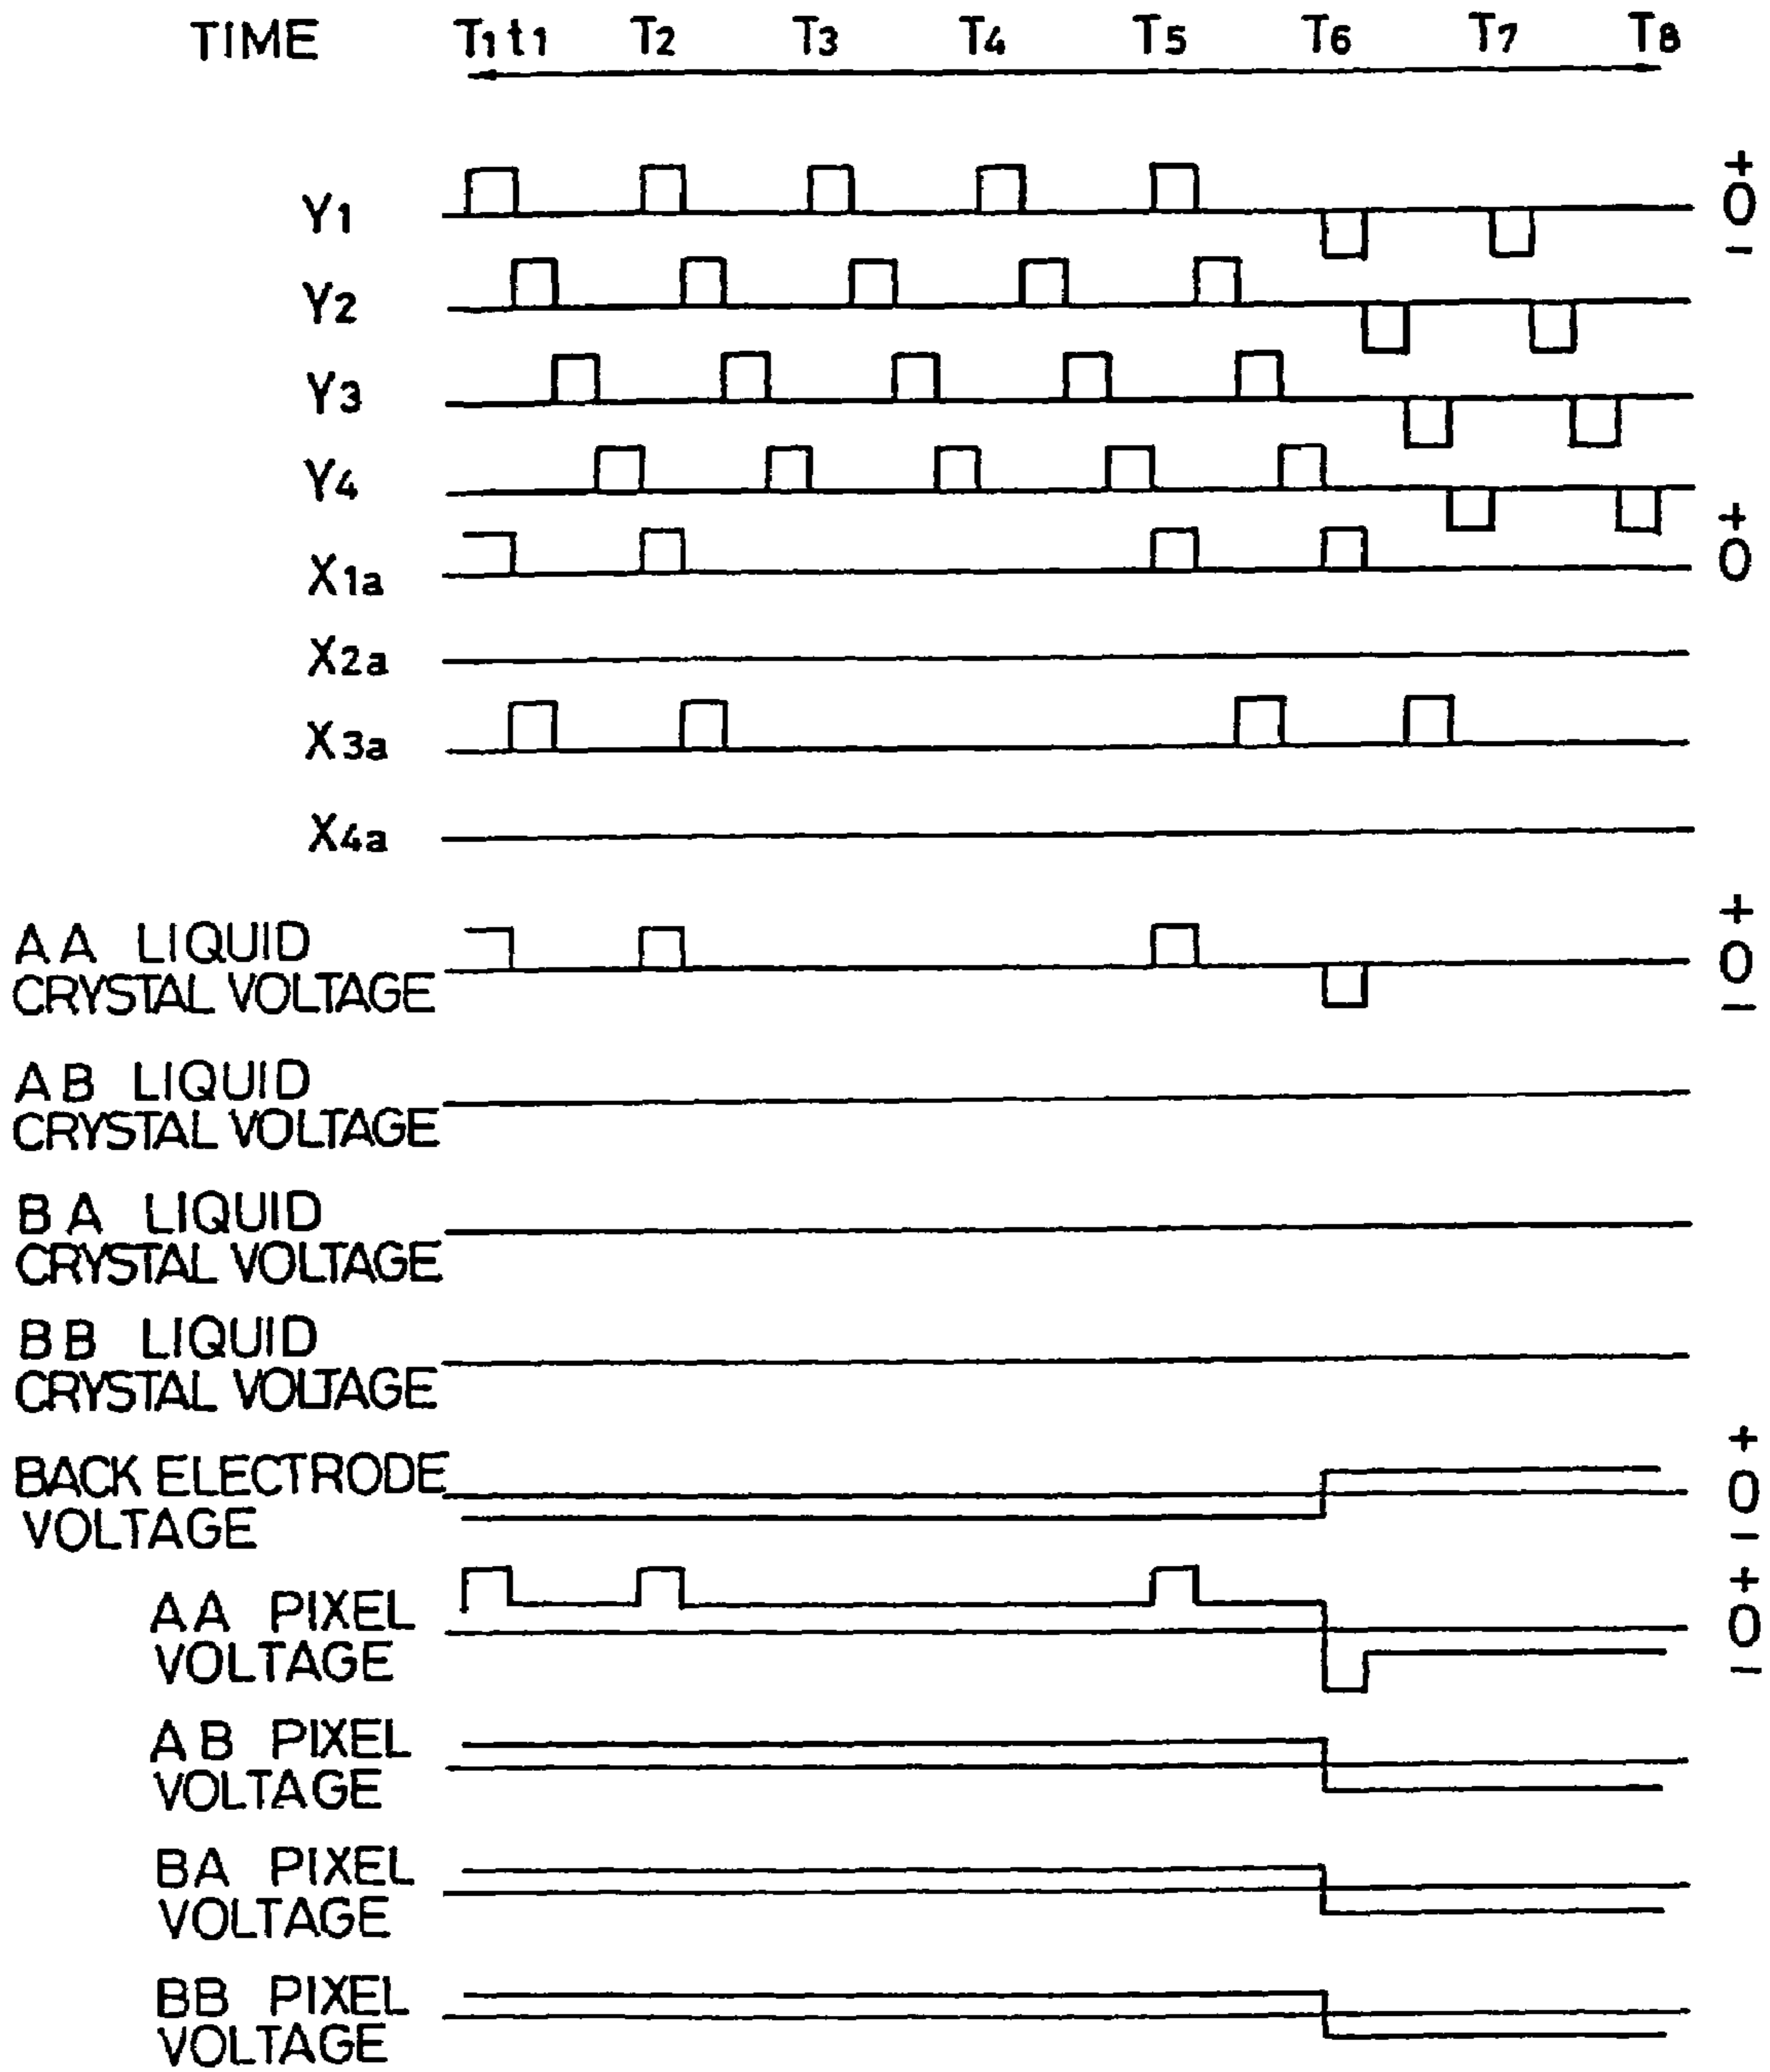 TIME T1 t1 T2 T3 T4 T5 T6 T7 T8
+
Y1 0
−
Y2
Y3
Y4
+
X1a 0
X2a
X3a
X4a
+
AA LIQUID
CRYSTAL VOLTAGE 0
−
AB LIQUID
CRYSTAL VOLTAGE
BA LIQUID
CRYSTAL VOLTAGE
BB LIQUID
CRYSTAL VOLTAGE
+
BACK ELECTRODE 0
VOLTAGE −
+
AA PIXEL 0
VOLTAGE −
AB PIXEL
VOLTAGE
BA PIXEL
VOLTAGE
BB PIXEL
VOLTAGE